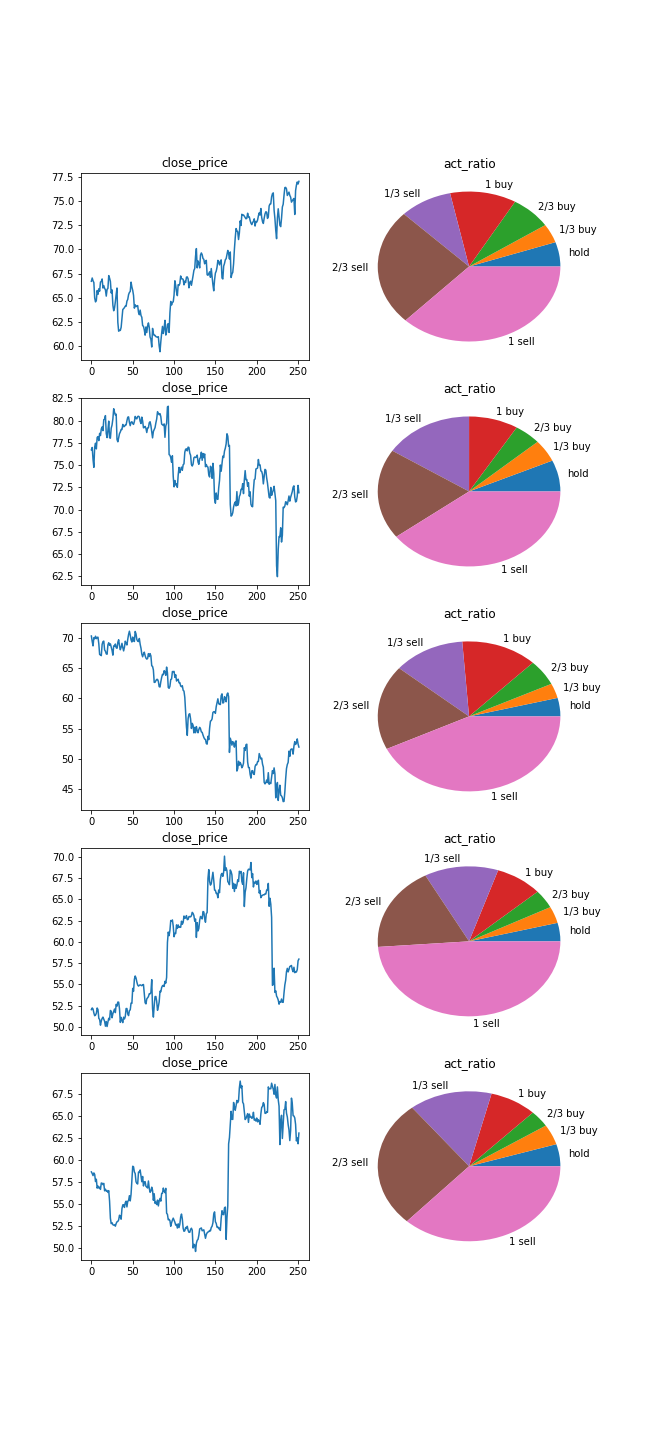 close_price
act_ratio
77.5
75.0
72.5
70.0
67.5
65.0
62.5
60.0
0 50 100 150 200 250
1/3 sell
1 buy
2/3 buy
1/3 buy
hold
2/3 sell
1 sell
close_price
act_ratio
82.5
80.0
77.5
75.0
72.5
70.0
67.5
65.0
62.5
0 50 100 150 200 250
1/3 sell
1 buy
2/3 buy
1/3 buy
hold
2/3 sell
1 sell
close_price
act_ratio
70
65
60
55
50
45
0 50 100 150 200 250
1/3 sell
1 buy
2/3 buy
1/3 buy
hold
2/3 sell
1 sell
close_price
act_ratio
70.0
67.5
65.0
62.5
60.0
57.5
55.0
52.5
50.0
0 50 100 150 200 250
1/3 sell
1 buy
2/3 buy
1/3 buy
hold
2/3 sell
1 sell
close_price
act_ratio
67.5
65.0
62.5
60.0
57.5
55.0
52.5
50.0
0 50 100 150 200 250
1/3 sell
1 buy
2/3 buy
1/3 buy
hold
2/3 sell
1 sell